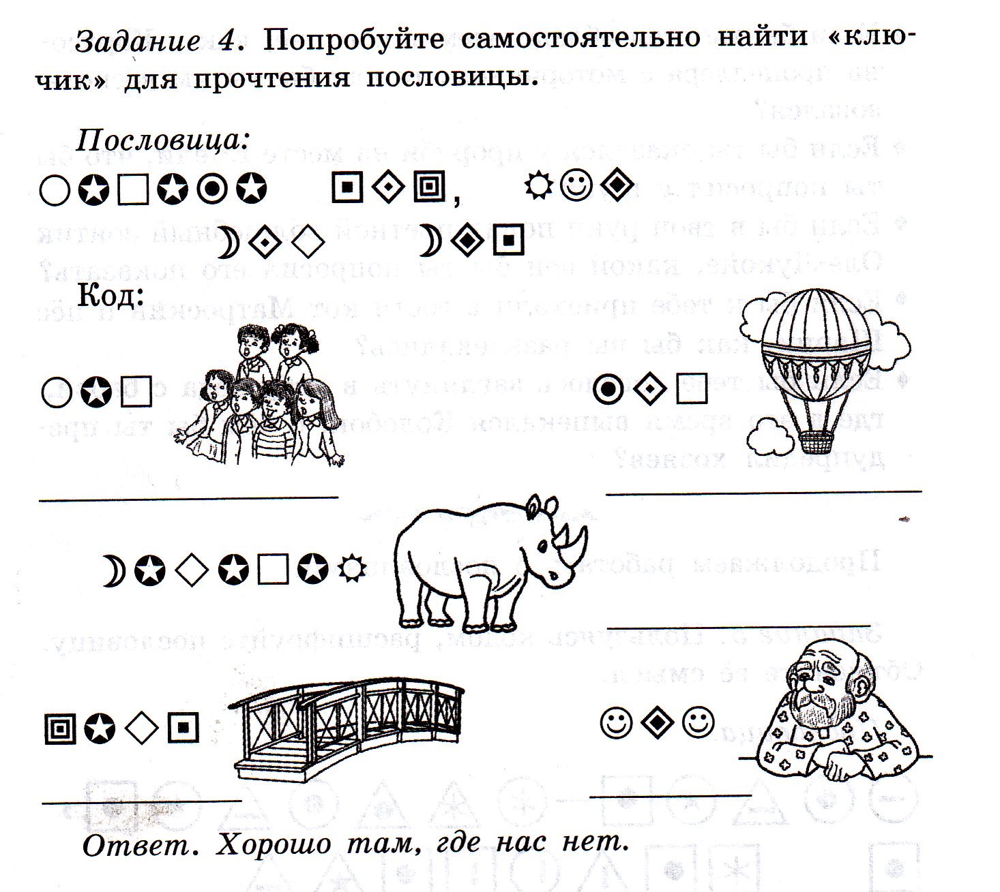 Задание 4. Попробуйте самостоятельно найти «клю-
чик» для прочтения пословицы.
Пословица:
Код:
Ответ. Хорошо там, где нас нет.